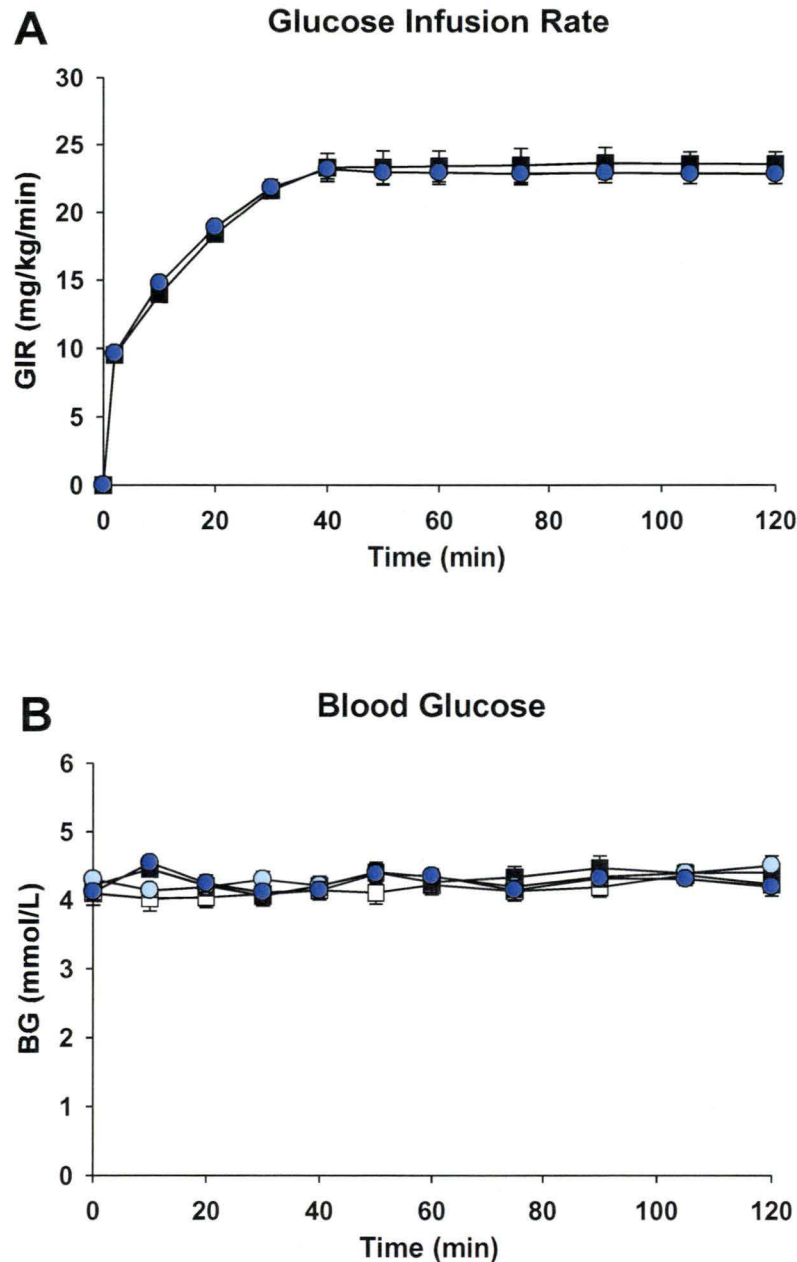 A
Glucose Infusion Rate
30
25
20
15
10
5
0
GIR (mg/kg/min)
0 20 40 60 80 100 120
Time (min)
B
Blood Glucose
6
5
4
3
2
1
0
BG (mmol/L)
0 20 40 60 80 100 120
Time (min)